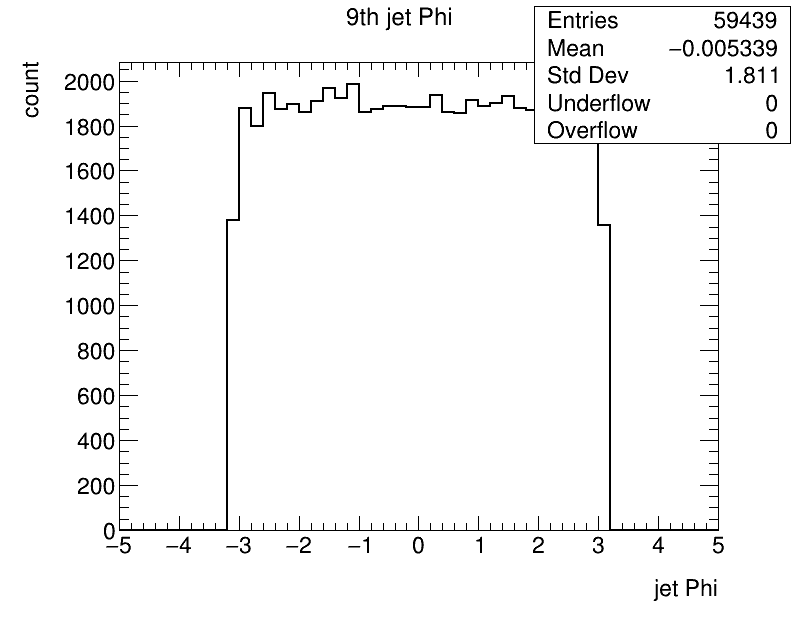 9th jet Phi
Entries 59439
Mean −0.005339
Std Dev 1.811
Underflow 0
Overflow 0
count
2000
1800
1600
1400
1200
1000
800
600
400
200
0
−5 −4 −3 −2 −1 0 1 2 3 4 5
jet Phi